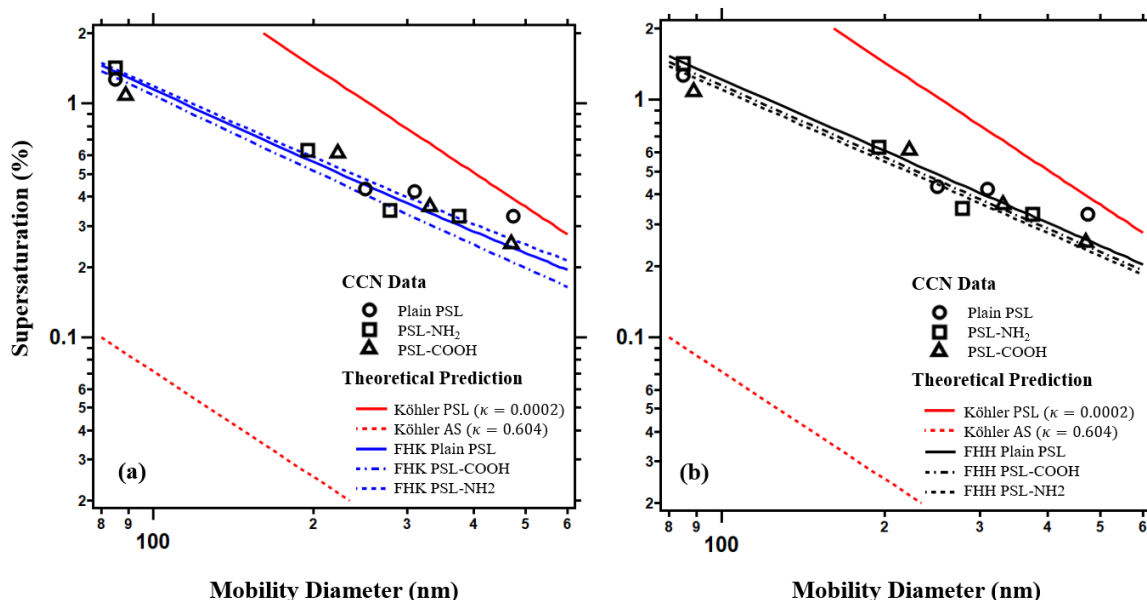 Supersaturation (%)
2
1
8
6
5
4
3
2
0.1
8
6
5
4
3
2
CCN Data
Plain PSL
PSL-NH₂
PSL-COOH
Theoretical Prediction
Köhler PSL (κ = 0.0002)
Köhler AS (κ = 0.604)
FHK Plain PSL
FHK PSL-COOH
FHK PSL-NH2
(a)
8 9 100 2 3 4 5 6
Mobility Diameter (nm)
2
1
8
6
5
4
3
2
0.1
8
6
5
4
3
2
CCN Data
Plain PSL
PSL-NH₂
PSL-COOH
Theoretical Prediction
Köhler PSL (κ = 0.0002)
Köhler AS (κ = 0.604)
FHH Plain PSL
FHH PSL-COOH
FHH PSL-NH2
(b)
8 9 100 2 3 4 5 6
Mobility Diameter (nm)